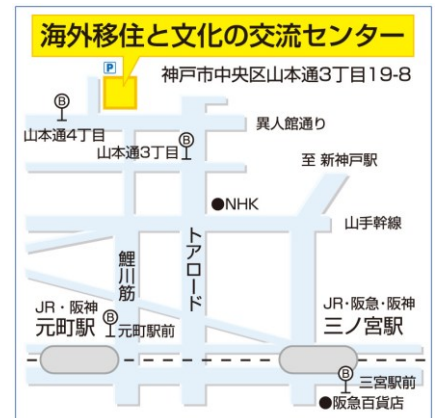 海外移住と文化の交流センター
P
神戸市中央区山本通3丁目19-8
B
山本通4丁目
B
山本通3丁目
異人館通り
至 新神戸駅
●NHK
山手幹線
トアロード
鯉川筋
JR・阪神
元町駅
B
元町駅前
JR・阪急・阪神
三ノ宮駅
B
三宮駅前
●阪急百貨店